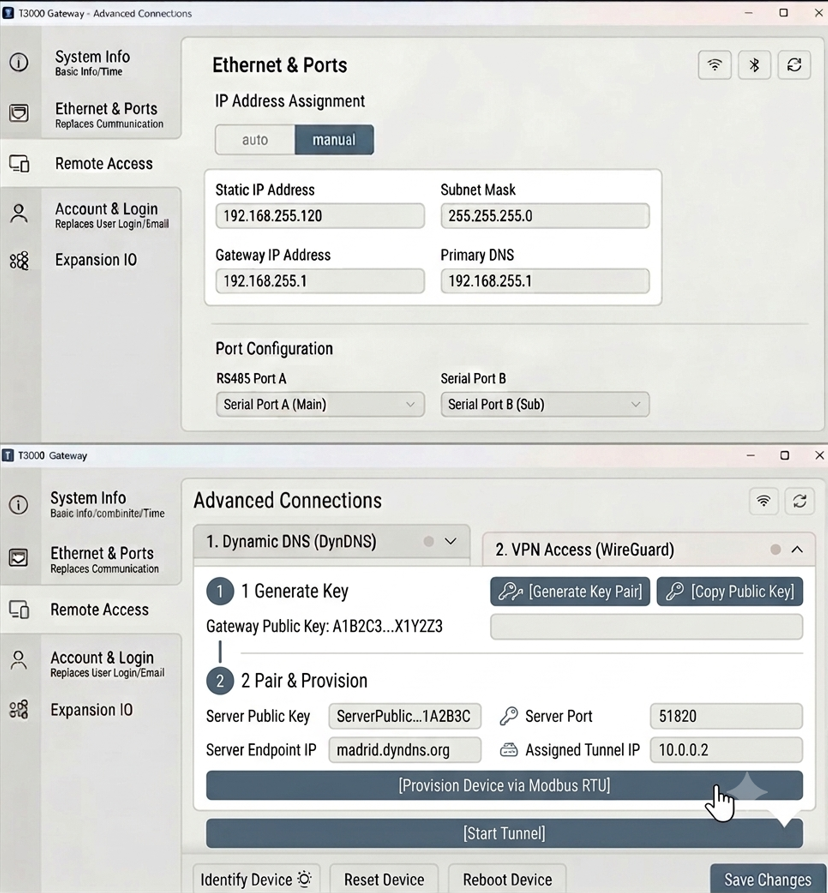 T3000 Gateway - Advanced Connections
System Info
Basic Info/Time
Ethernet & Ports
Replaces Communication
Remote Access
Account & Login
Replaces User Login/Email
Expansion IO
Ethernet & Ports
IP Address Assignment
auto manual
Static IP Address Subnet Mask
192.168.255.120 255.255.255.0
Gateway IP Address Primary DNS
192.168.255.1 192.168.255.1
Port Configuration
RS485 Port A Serial Port B
Serial Port A (Main) Serial Port B (Sub)
T3000 Gateway
System Info
Basic Info/combinite/Time
Ethernet & Ports
Replaces Communication
Remote Access
Account & Login
Replaces User Login/Email
Expansion IO
Advanced Connections
1. Dynamic DNS (DynDNS) 2. VPN Access (WireGuard)
1 1 Generate Key [Generate Key Pair] [Copy Public Key]
Gateway Public Key: A1B2C3...X1Y2Z3
2 2 Pair & Provision
Server Public Key ServerPublic...1A2B3C Server Port 51820
Server Endpoint IP madrid.dyndns.org Assigned Tunnel IP 10.0.0.2
[Provision Device via Modbus RTU]
[Start Tunnel]
Identify Device Reset Device Reboot Device Save Changes